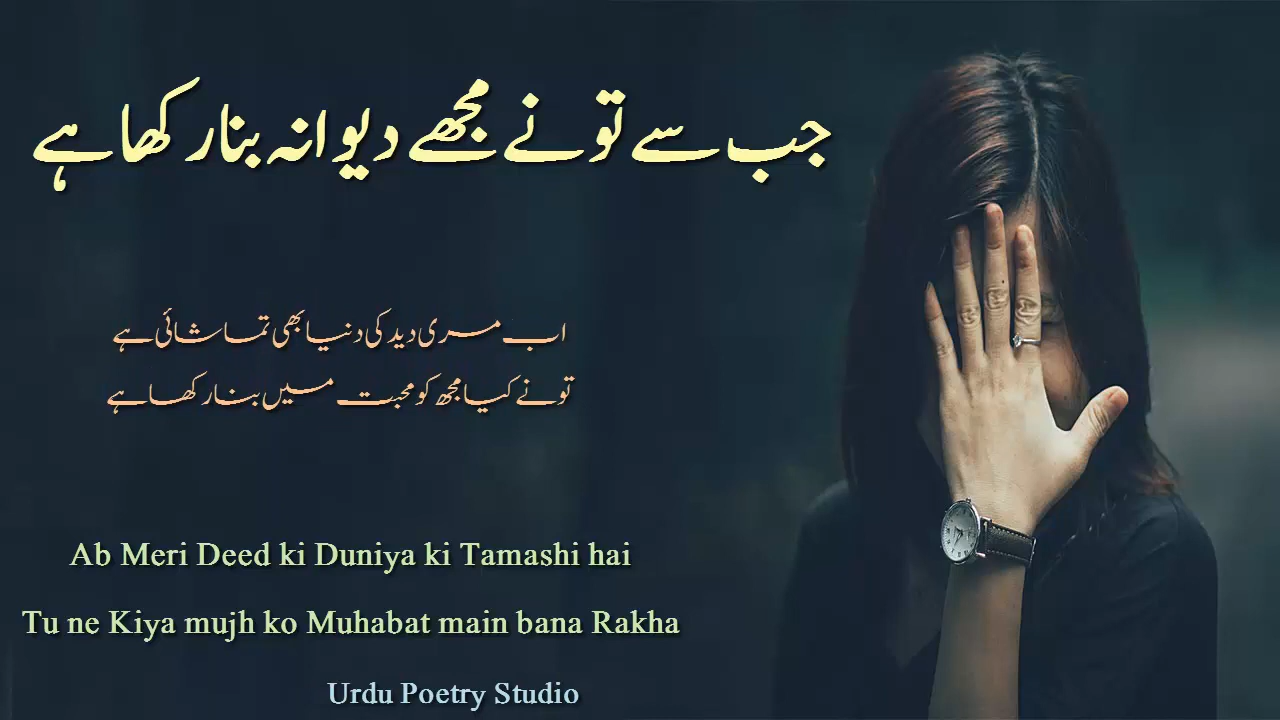 جب سے تو نے مجھے دیوانہ بنا رکھا ہے
اب مری دید کی دنیا بھی تماشائی ہے
تو نے کیا مجھ کو محبت میں بنا رکھا ہے
Ab Meri Deed ki Duniya ki Tamashi hai
Tu ne Kiya mujh ko Muhabat main bana Rakha
Urdu Poetry Studio